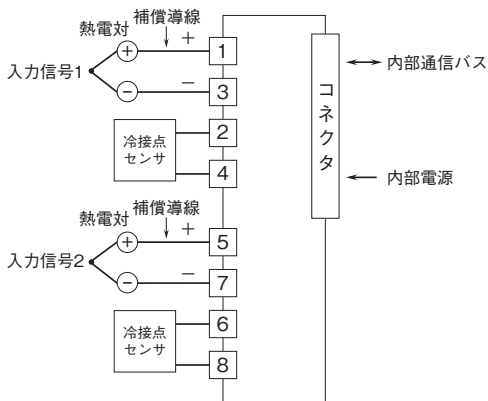 補償導線
熱電対
+
+
1
入力信号1
−
−
3
2
冷接点
センサ
4
補償導線
熱電対
+
+
5
入力信号2
−
−
7
6
冷接点
センサ
8
コネクタ
内部通信バス
内部電源